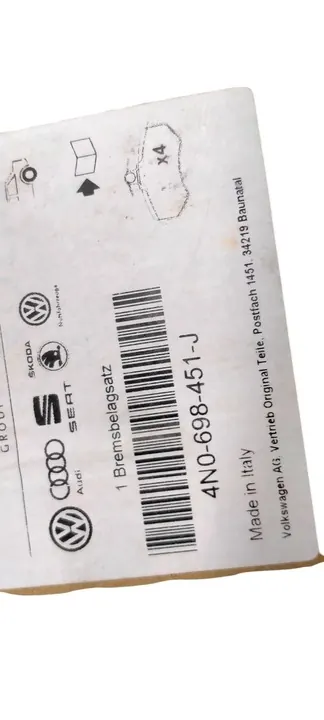 GROUP
Audi
SEAT
ŠKODA
Nutzfahrzeuge
X4
1 Bremsbelagsatz
4N0-698-451-J
Made in Italy
Volkswagen AG, Vertrieb Original Teile, Postfach 1451, 34219 Baunatal